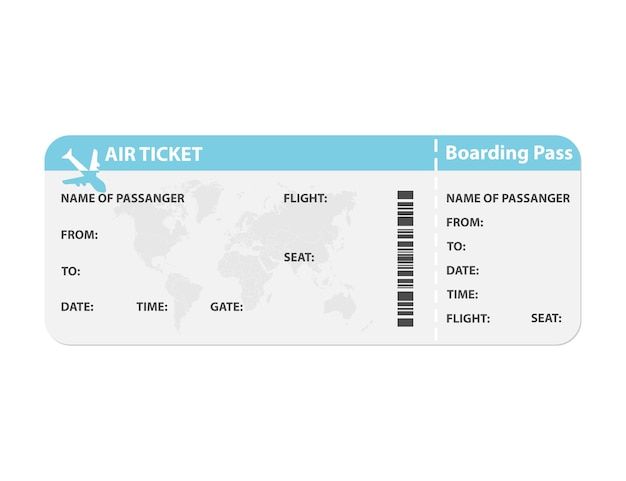 AIR TICKET
NAME OF PASSANGER
FLIGHT:
FROM:
SEAT:
TO:
DATE: TIME: GATE:
Boarding Pass
NAME OF PASSANGER
FROM:
TO:
DATE:
TIME:
FLIGHT: SEAT: